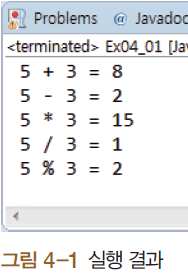 Problems @ Javadoc
<terminated> Ex04_01 [Jav
5 + 3 = 8
5 - 3 = 2
5 * 3 = 15
5 / 3 = 1
5 % 3 = 2
그림 4-1 실행 결과